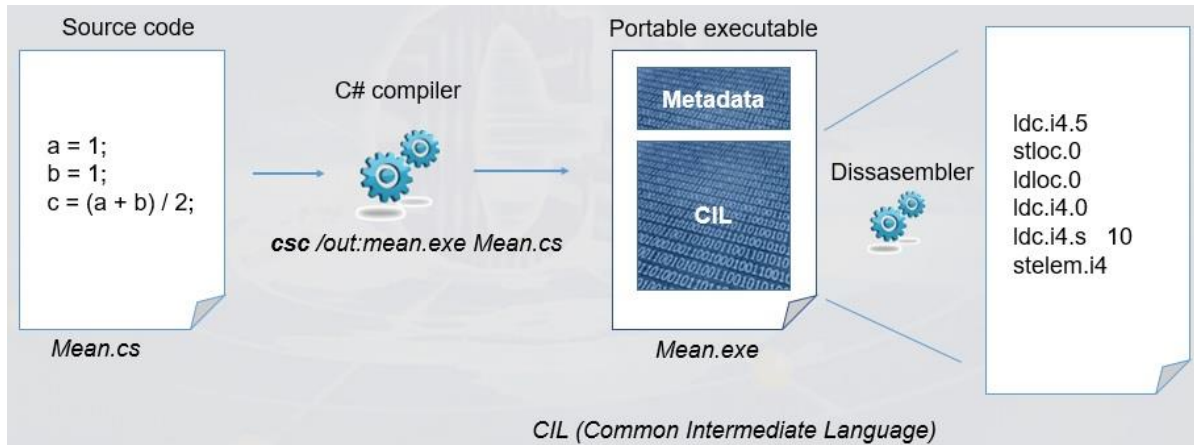 Source code
a = 1;
b = 1;
c = (a + b) / 2;
Mean.cs
C# compiler
csc /out:mean.exe Mean.cs
Portable executable
Metadata
CIL
Mean.exe
Dissasembler
ldc.i4.5
stloc.0
ldloc.0
ldc.i4.0
ldc.i4.s 10
stelem.i4
CIL (Common Intermediate Language)